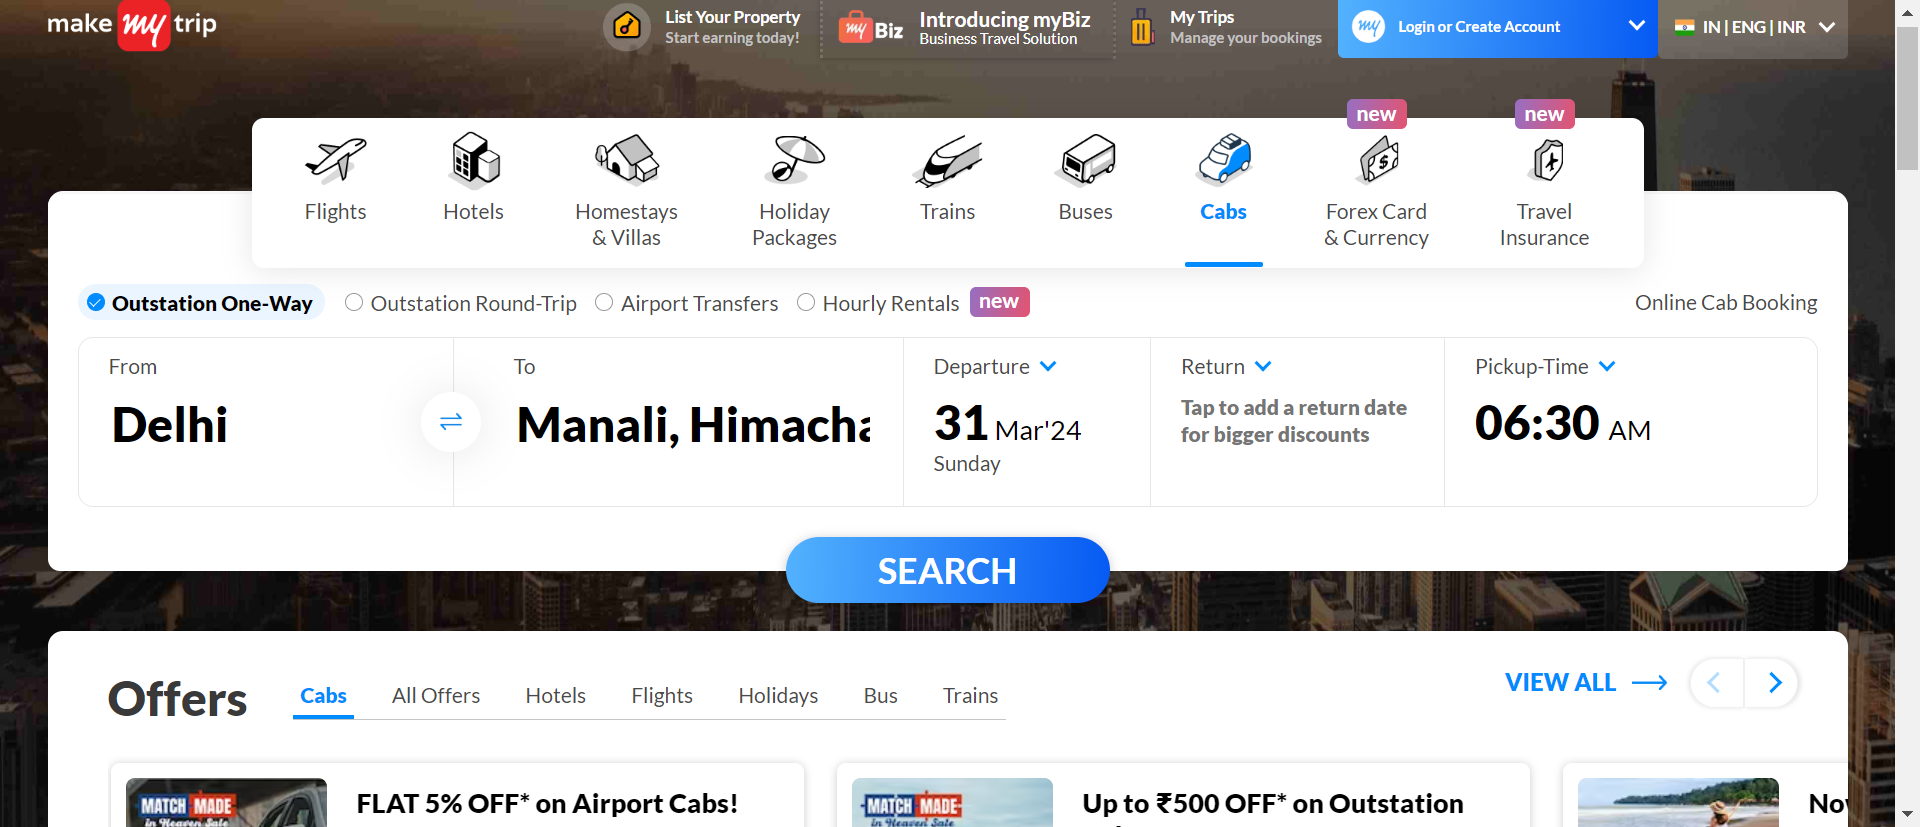 make my trip
List Your Property
Start earning today!
my Biz
Introducing myBiz
Business Travel Solution
My Trips
Manage your bookings
my
Login or Create Account
IN | ENG | INR
new
new
Flights
Hotels
Homestays
& Villas
Holiday
Packages
Trains
Buses
Cabs
Forex Card
& Currency
Travel
Insurance
Outstation One-Way
Outstation Round-Trip
Airport Transfers
Hourly Rentals
new
Online Cab Booking
From
Delhi
To
Manali, Himacha
Departure
31 Mar'24
Sunday
Return
Tap to add a return date
for bigger discounts
Pickup-Time
06:30 AM
SEARCH
Offers
Cabs
All Offers
Hotels
Flights
Holidays
Bus
Trains
VIEW ALL
MATCH MADE
in Heaven Sale
FLAT 5% OFF* on Airport Cabs!
MATCH MADE
in Heaven Sale
Up to ₹500 OFF* on Outstation